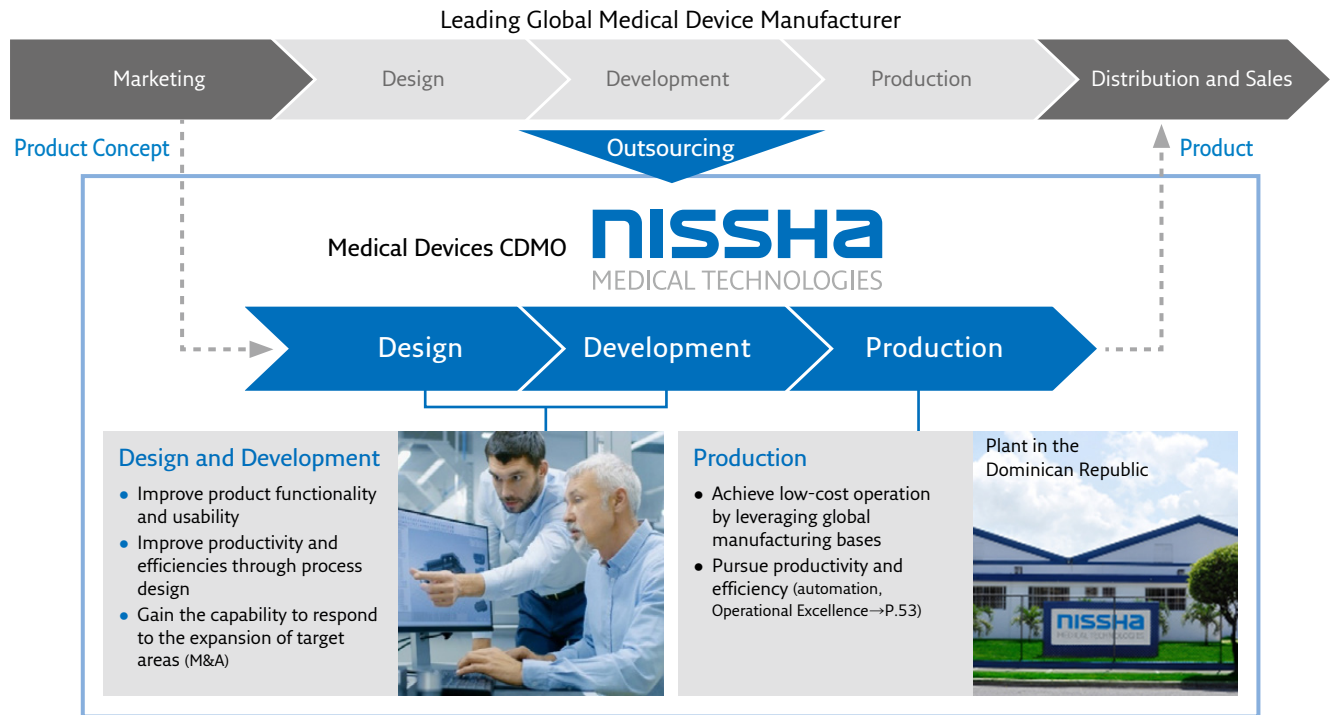 Leading Global Medical Device Manufacturer
Marketing
Design
Development
Production
Distribution and Sales
Product Concept
Outsourcing
Product
Medical Devices CDMO
NISSHA
MEDICAL TECHNOLOGIES
Design
Development
Production
Design and Development
• Improve product functionality
and usability
• Improve productivity and
efficiencies through process
design
• Gain the capability to respond
to the expansion of target
areas (M&A)
Production
• Achieve low-cost operation
by leveraging global
manufacturing bases
• Pursue productivity and
efficiency (automation,
Operational Excellence→P.53)
Plant in the
Dominican Republic
NISSHA
MEDICAL TECHNOLOGIES